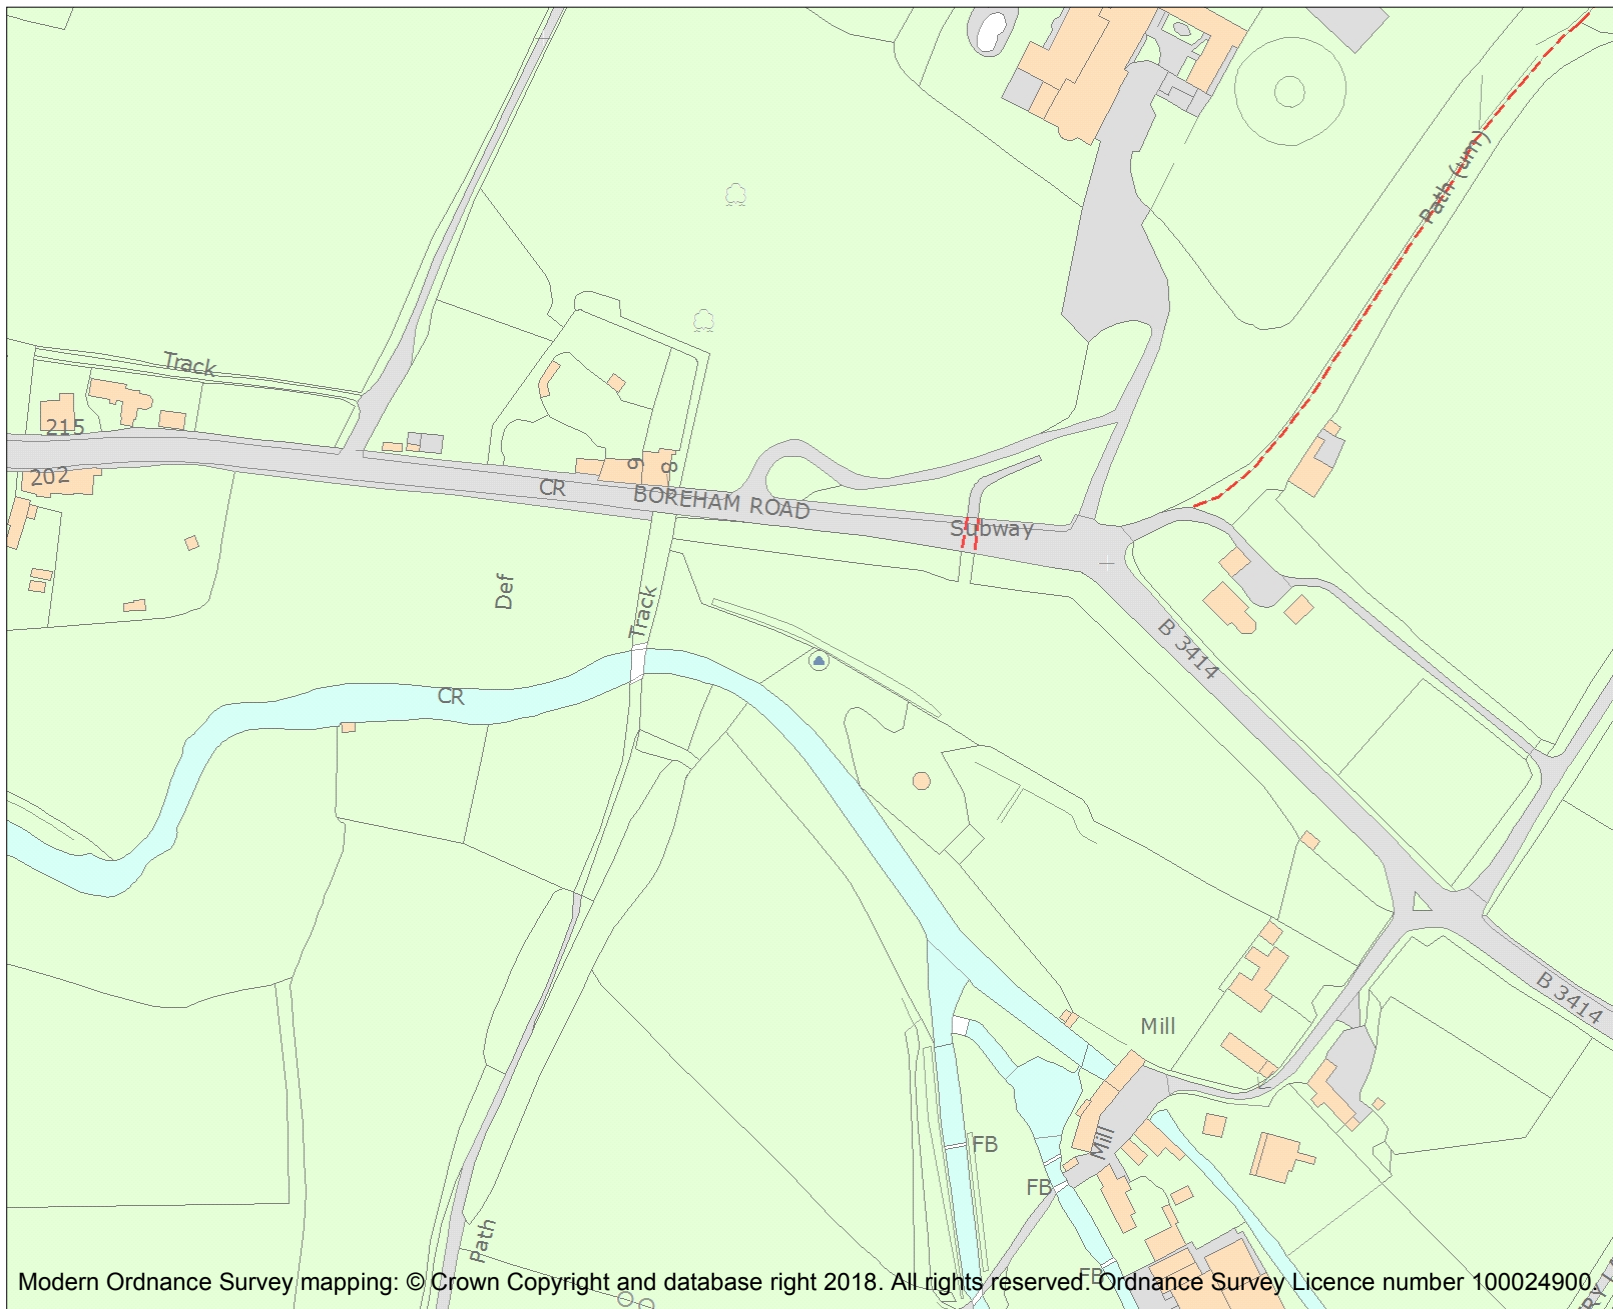 Path (um)
Track
215
202
9
8
CR
BOREHAM ROAD
Subway
Def
Track
B 3414
CR
B 3414
Mill
Mill
FB
FB
Path
FB
Modern Ordnance Survey mapping: © Crown Copyright and database right 2018. All rights reserved. Ordnance Survey Licence number 100024900.